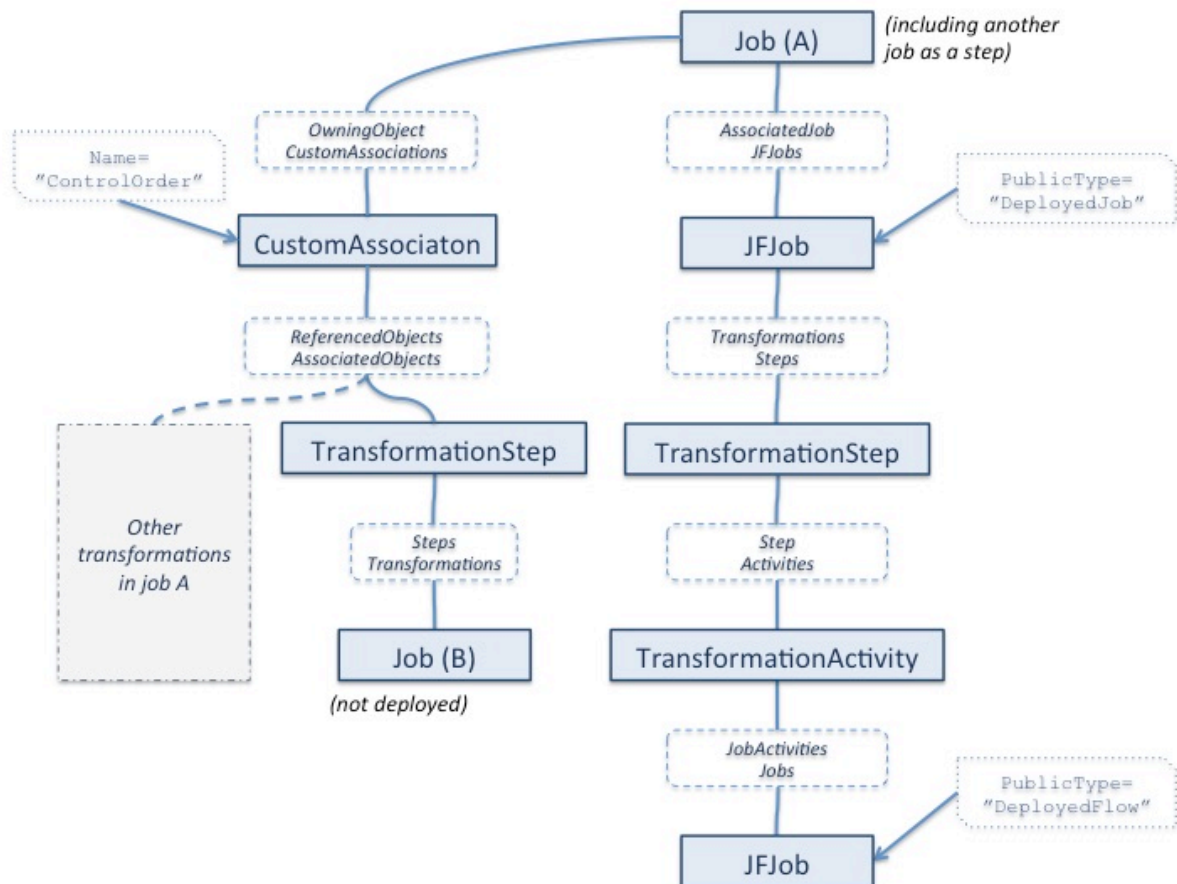 Job (A)
(including another
job as a step)
OwningObject
CustomAssociations
AssociatedJob
JFJobs
Name=
"ControlOrder"
PublicType=
"DeployedJob"
CustomAssociaton
JFJob
ReferencedObjects
AssociatedObjects
Transformations
Steps
TransformationStep
TransformationStep
Other
transformations
in job A
Steps
Transformations
Step
Activities
Job (B)
(not deployed)
TransformationActivity
JobActivities
Jobs
PublicType=
"DeployedFlow"
JFJob